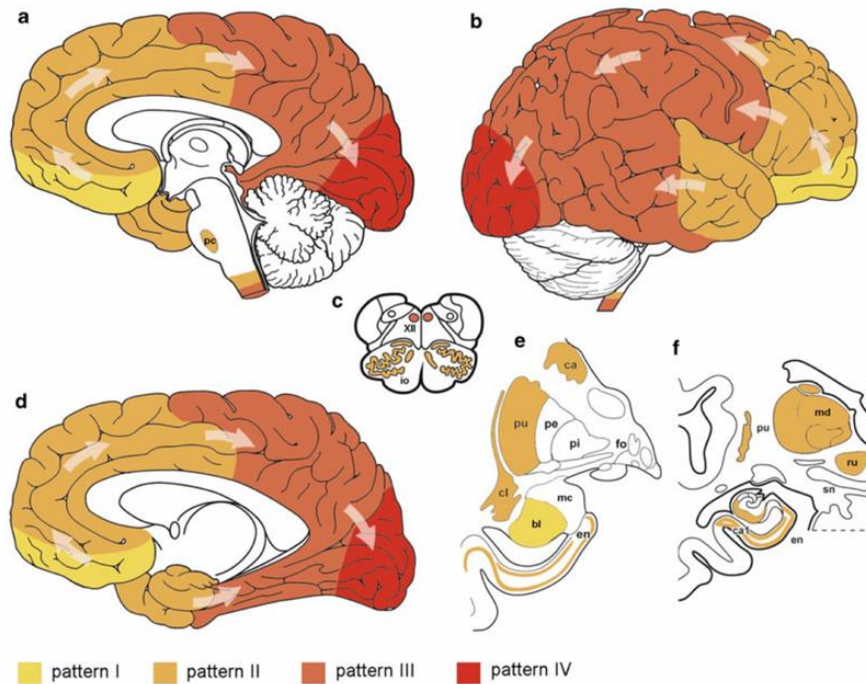 a
b
pc
c
XII
io
d
e
ca
pu
pe
pi
fo
cl
mc
bl
en
f
md
pu
ru
sn
ca1
en
pattern I
pattern II
pattern III
pattern IV